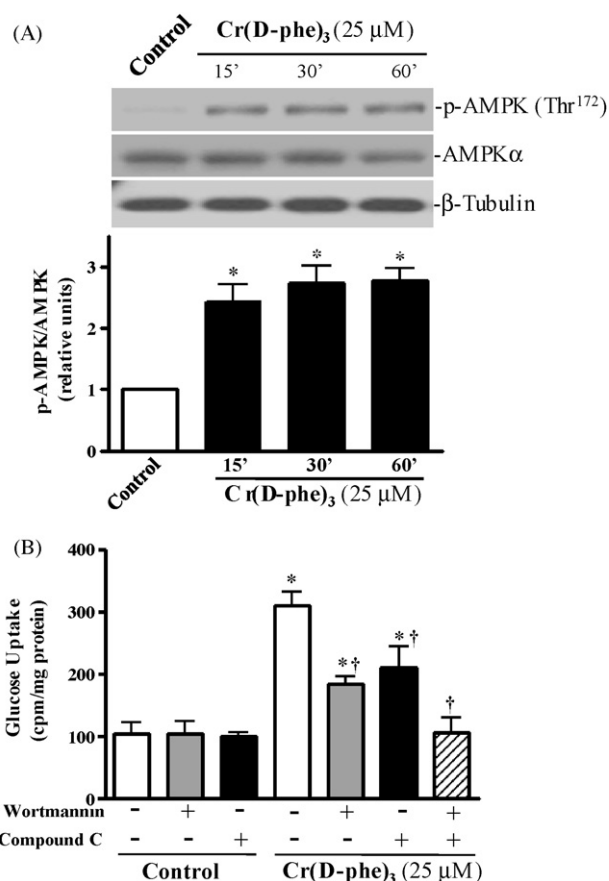 (A)
Control
Cr(D-phe)₃ (25 µM)
15’ 30’ 60’
-p-AMPK (Thr¹⁷²)
-AMPKα
-β-Tubulin
p-AMPK/AMPK
(relative units)
3
2
1
0
* * *
Control 15’ 30’ 60’
Cr(D-phe)₃ (25 µM)
(B)
Glucose Uptake
(cpm/mg protein)
400
300
200
100
0
* *† *† †
Wortmannin - + - - + - +
Compound C - - + - - + +
Control Cr(D-phe)₃ (25 µM)